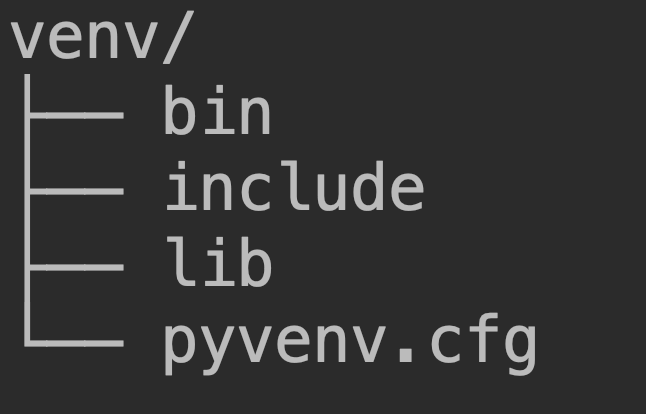 venv/
├── bin
├── include
├── lib
└── pyvenv.cfg